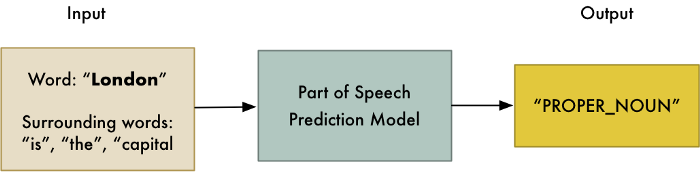 Input
Output
Word: “London”
Surrounding words:
“is”, “the”, “capital
Part of Speech
Prediction Model
“PROPER_NOUN”